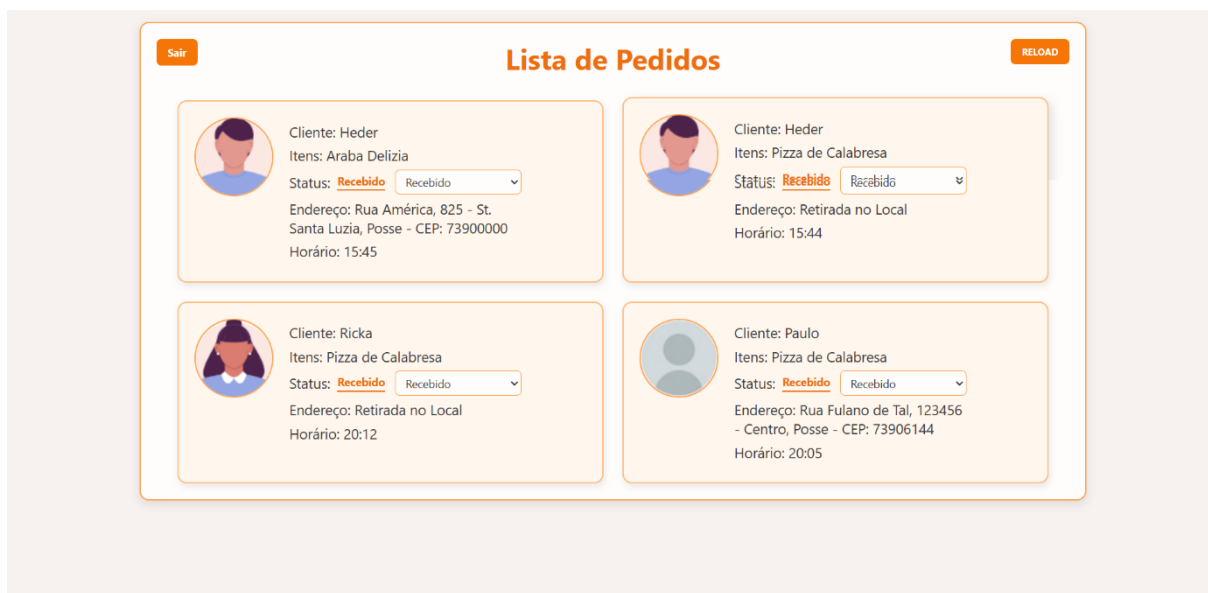 Sair
Lista de Pedidos
RELOAD
Cliente: Heder
Itens: Araba Delizia
Status: Recebido Recebido
Endereço: Rua América, 825 - St.
Santa Luzia, Posse - CEP: 73900000
Horário: 15:45
Cliente: Heder
Itens: Pizza de Calabresa
Status: Recebido Recebido
Endereço: Retirada no Local
Horário: 15:44
Cliente: Ricka
Itens: Pizza de Calabresa
Status: Recebido Recebido
Endereço: Retirada no Local
Horário: 20:12
Cliente: Paulo
Itens: Pizza de Calabresa
Status: Recebido Recebido
Endereço: Rua Fulano de Tal, 123456
- Centro, Posse - CEP: 73906144
Horário: 20:05